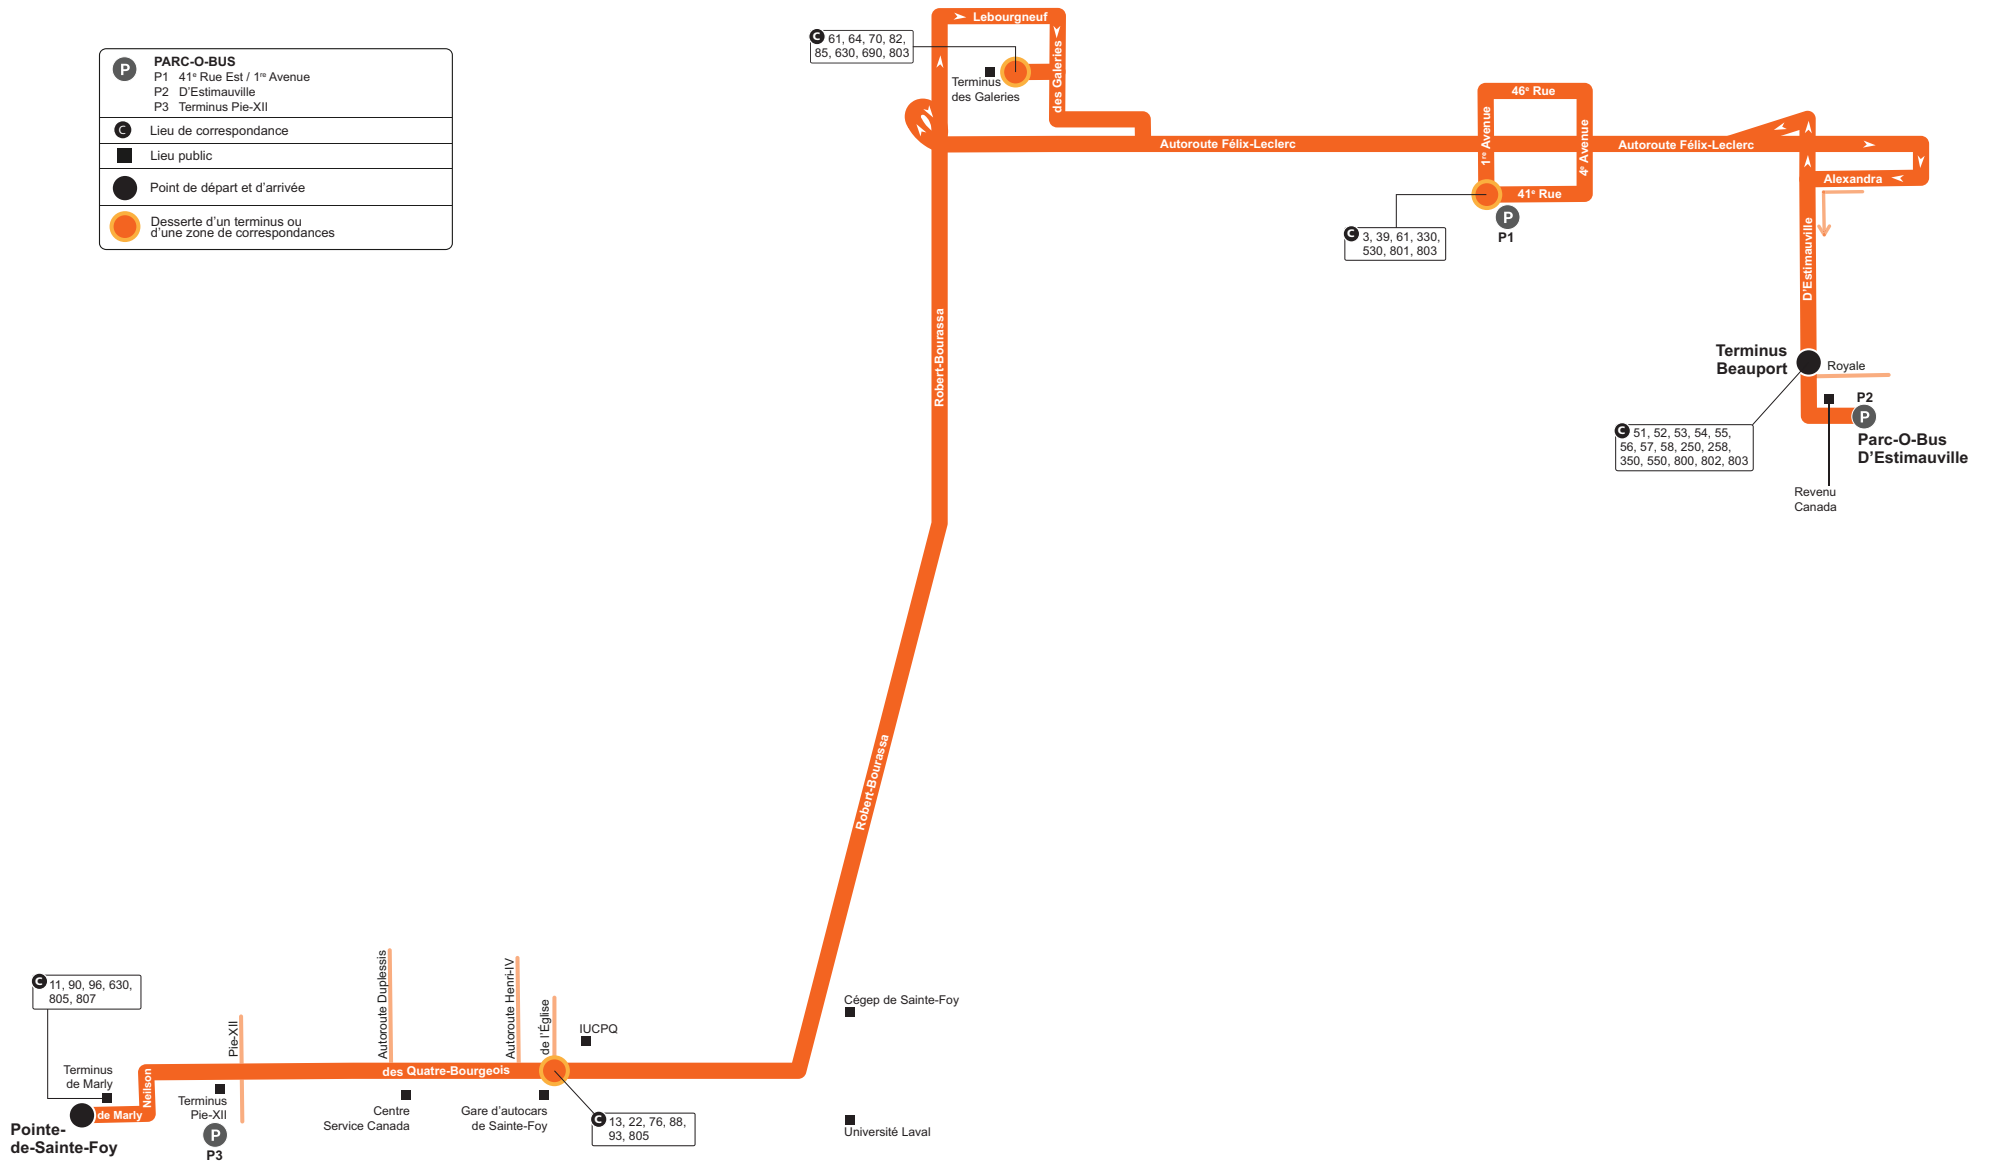 P
PARC-O-BUS
P1 41e Rue Est / 1re Avenue
P2 D'Estimauville
P3 Terminus Pie-XII
C Lieu de correspondance
Lieu public
Point de départ et d'arrivée
Desserte d'un terminus ou
d'une zone de correspondances
Lebourgneuf
C 61, 64, 70, 82,
85, 630, 690, 803
Terminus
des Galeries
des Galeries
Autoroute Félix-Leclerc
46e Rue
1re Avenue
4e Avenue
41e Rue
P
P1
C 3, 39, 61, 330,
530, 801, 803
Autoroute Félix-Leclerc
Alexandra
D'Estimauville
Terminus
Beauport
Royale
P2
P
Parc-O-Bus
D'Estimauville
C 51, 52, 53, 54, 55,
56, 57, 58, 250, 258,
350, 550, 800, 802, 803
Revenu
Canada
Robert-Bourassa
Robert-Bourassa
Cégep de Sainte-Foy
Université Laval
IUCPQ
de l'Église
Autoroute Henri-IV
Autoroute Duplessis
Pie-XII
des Quatre-Bourgeois
C 13, 22, 76, 88,
93, 805
Gare d'autocars
de Sainte-Foy
Centre
Service Canada
Terminus
Pie-XII
P
P3
Neilson
de Marly
C 11, 90, 96, 630,
805, 807
Terminus
de Marly
Pointe-
de-Sainte-Foy